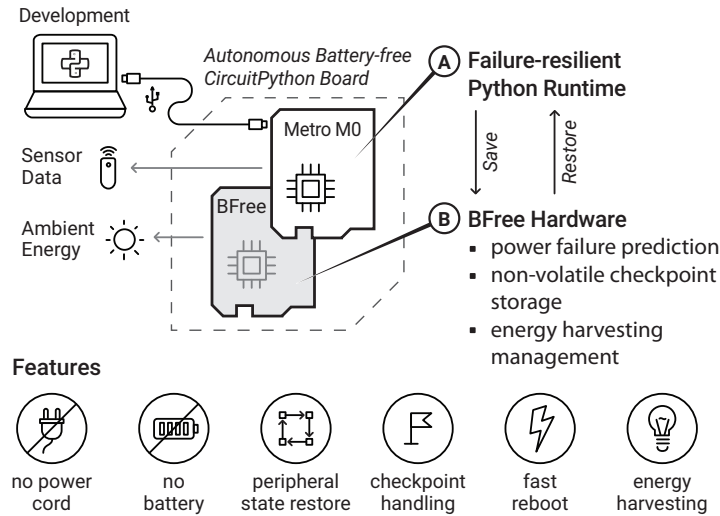 Development
Autonomous Battery-free
CircuitPython Board
A
Failure-resilient
Python Runtime
Metro M0
Save
Restore
Sensor
Data
BFree
Ambient
Energy
B
BFree Hardware
▪ power failure prediction
▪ non-volatile checkpoint
storage
▪ energy harvesting
management
Features
no power
cord
no
battery
peripheral
state restore
checkpoint
handling
fast
reboot
energy
harvesting